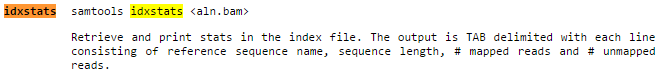 idxstats samtools idxstats <aln.bam>
Retrieve and print stats in the index file. The output is TAB delimited with each line
consisting of reference sequence name, sequence length, # mapped reads and # unmapped
reads.